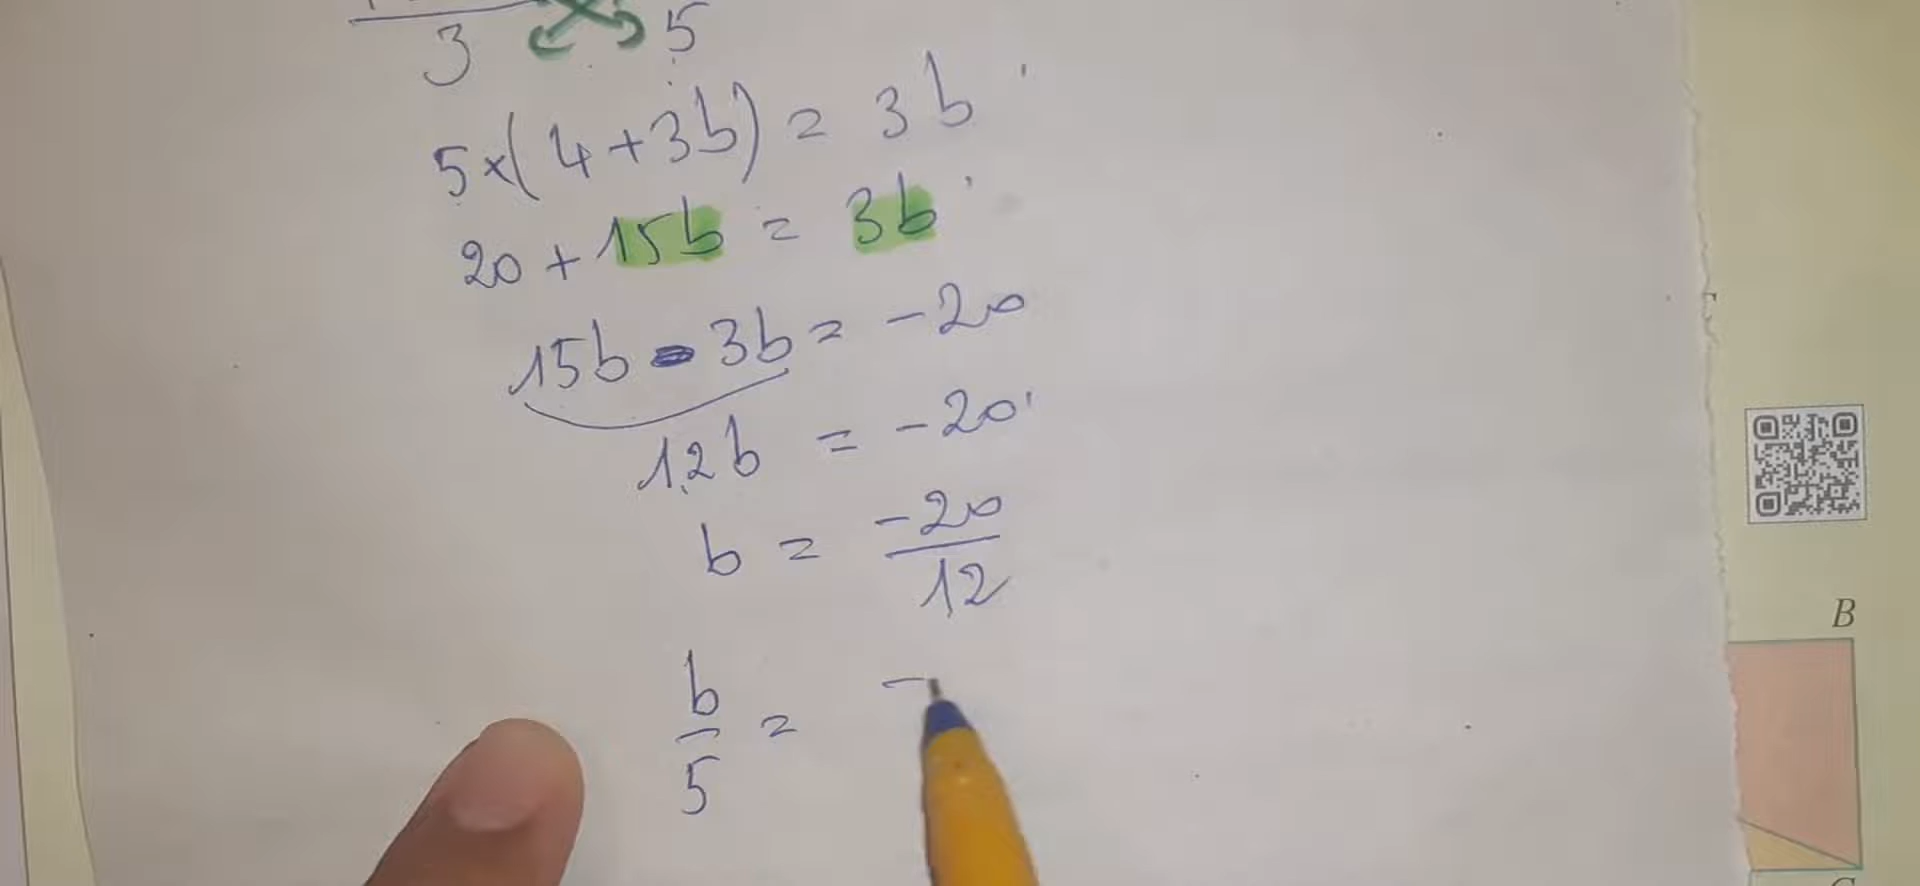 3 5
5×(4+3b) = 3b
20 + 15b = 3b
15b - 3b = -20
12b = -20
b = -20/12
b/5 = -
B